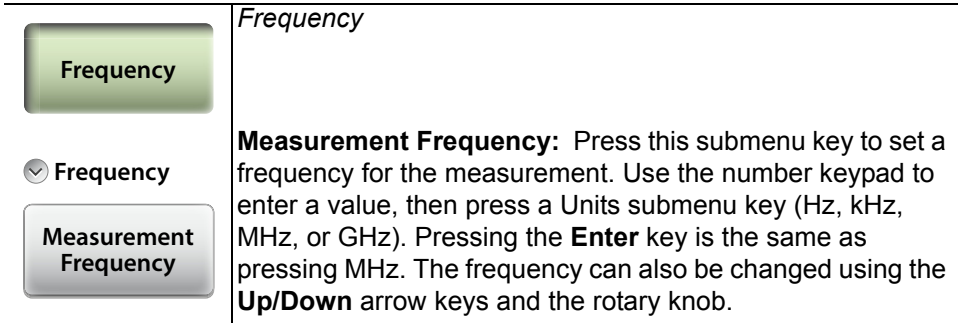 Frequency
Frequency
Frequency
Measurement
Frequency
Measurement Frequency: Press this submenu key to set a
frequency for the measurement. Use the number keypad to
enter a value, then press a Units submenu key (Hz, kHz,
MHz, or GHz). Pressing the Enter key is the same as
pressing MHz. The frequency can also be changed using the
Up/Down arrow keys and the rotary knob.